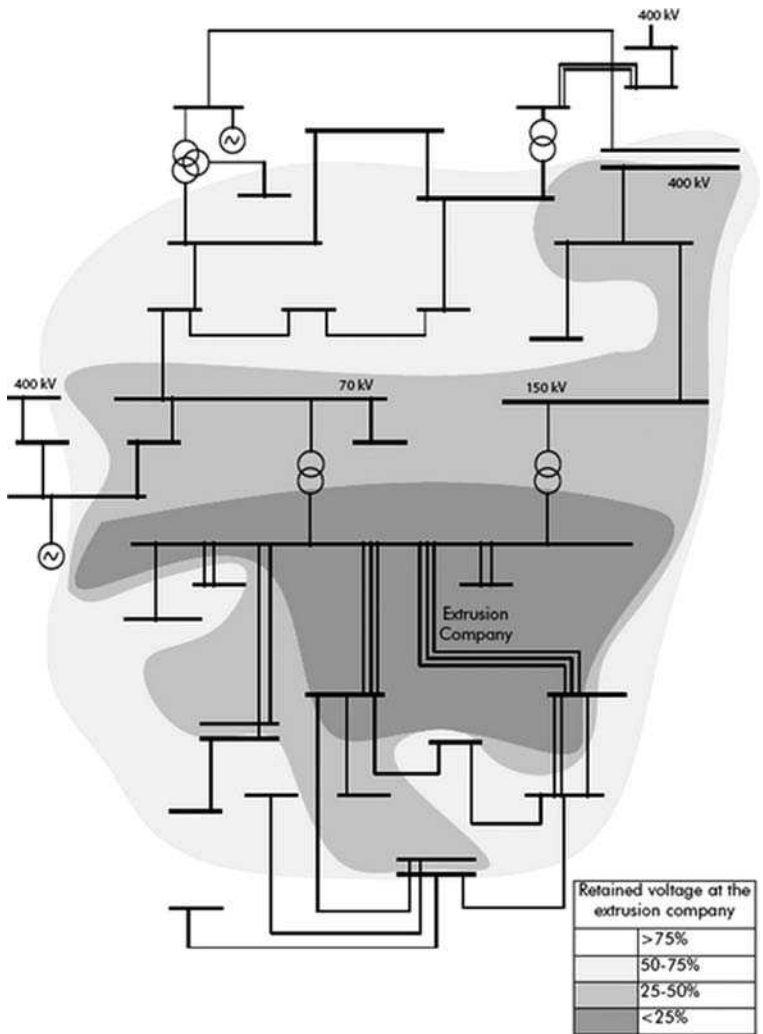 400 kV
400 kV
400 kV
70 kV
150 kV
Extrusion
Company
Retained voltage at the
extrusion company
>75%
50-75%
25-50%
<25%